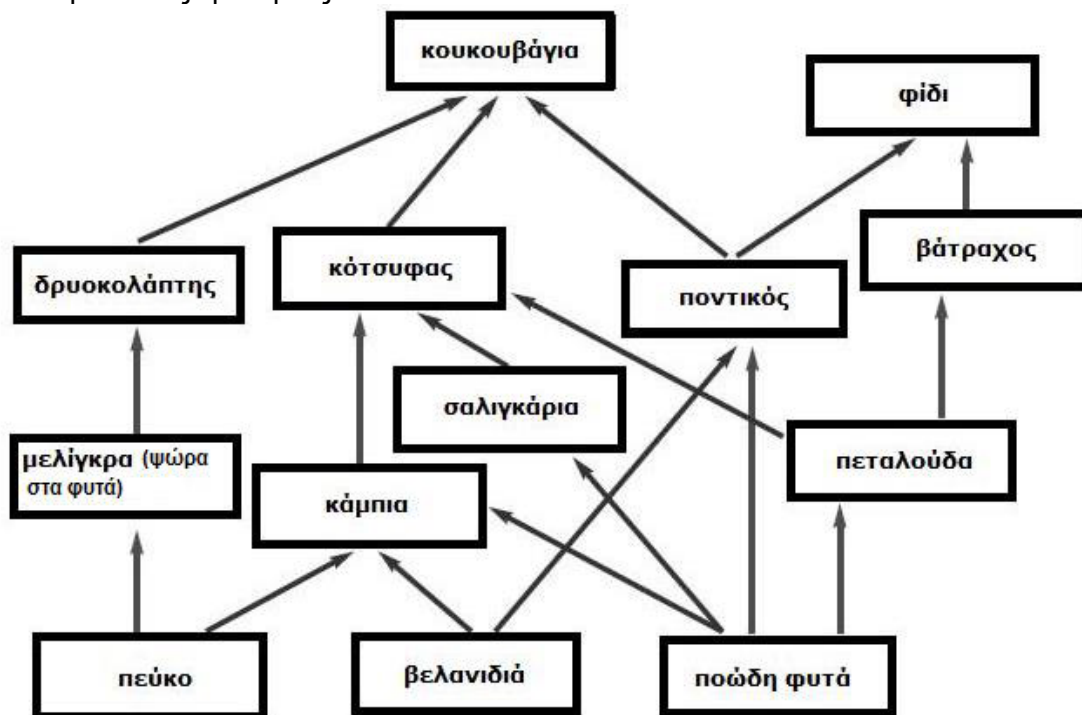 κουκουβάγια
φίδι
δρυοκολάπτης
κότσυφας
ποντικός
βάτραχος
σαλιγκάρια
μελίγκρα (ψώρα
στα φυτά)
κάμπια
πεταλούδα
πεύκο
βελανιδιά
ποώδη φυτά